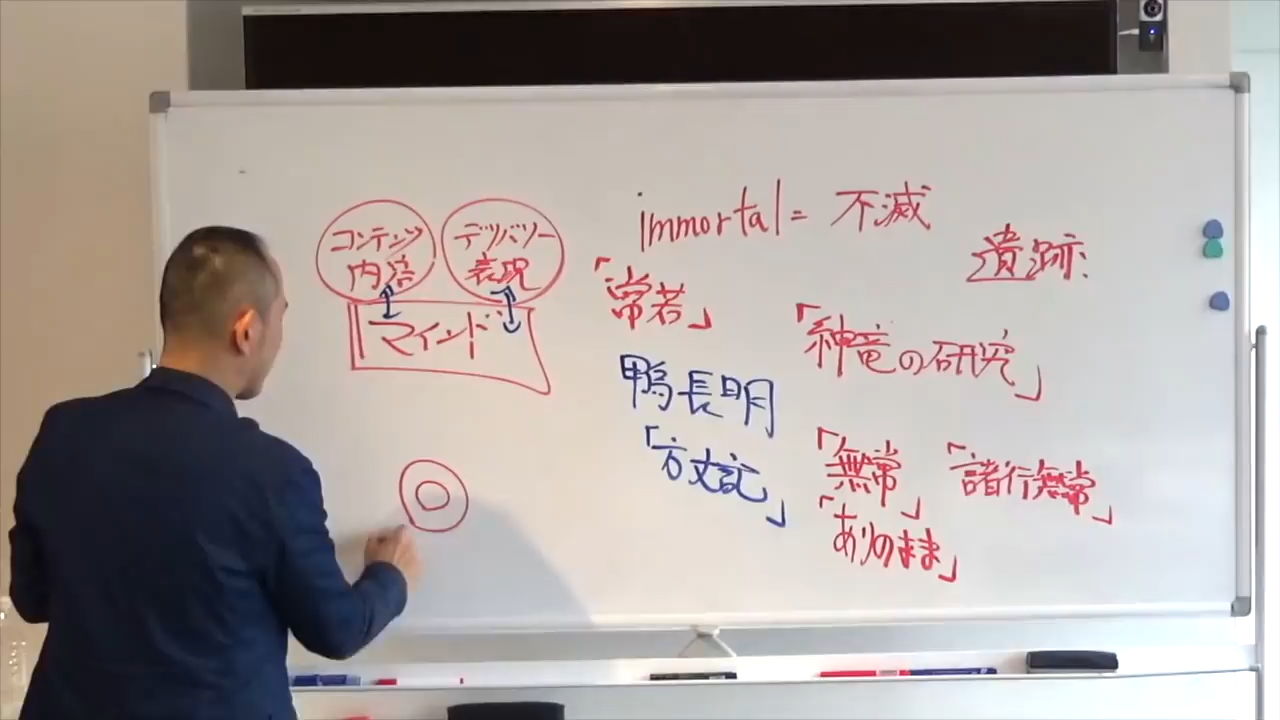 コンテンツ
内容
デリバリー
表現
マインド
immortal = 不滅
遺跡
「常若」
「神竜の研究」
鴨長明
「方丈記」
「無常」
「諸行無常」
「ありのまま」